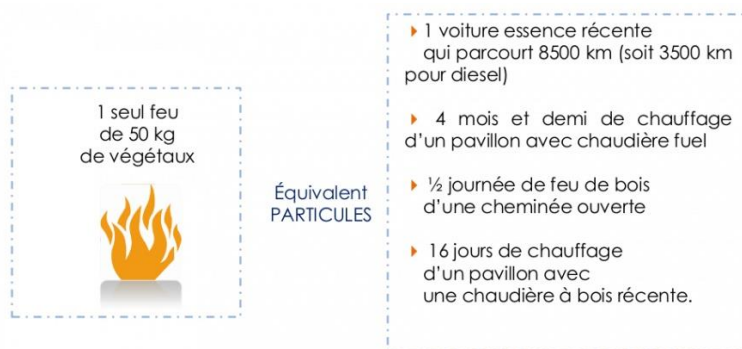 1 seul feu
de 50 kg
de végétaux
Équivalent
PARTICULES
1 voiture essence récente
qui parcourt 8500 km (soit 3500 km
pour diesel)
4 mois et demi de chauffage
d'un pavillon avec chaudière fuel
½ journée de feu de bois
d'une cheminée ouverte
16 jours de chauffage
d'un pavillon avec
une chaudière à bois récente.